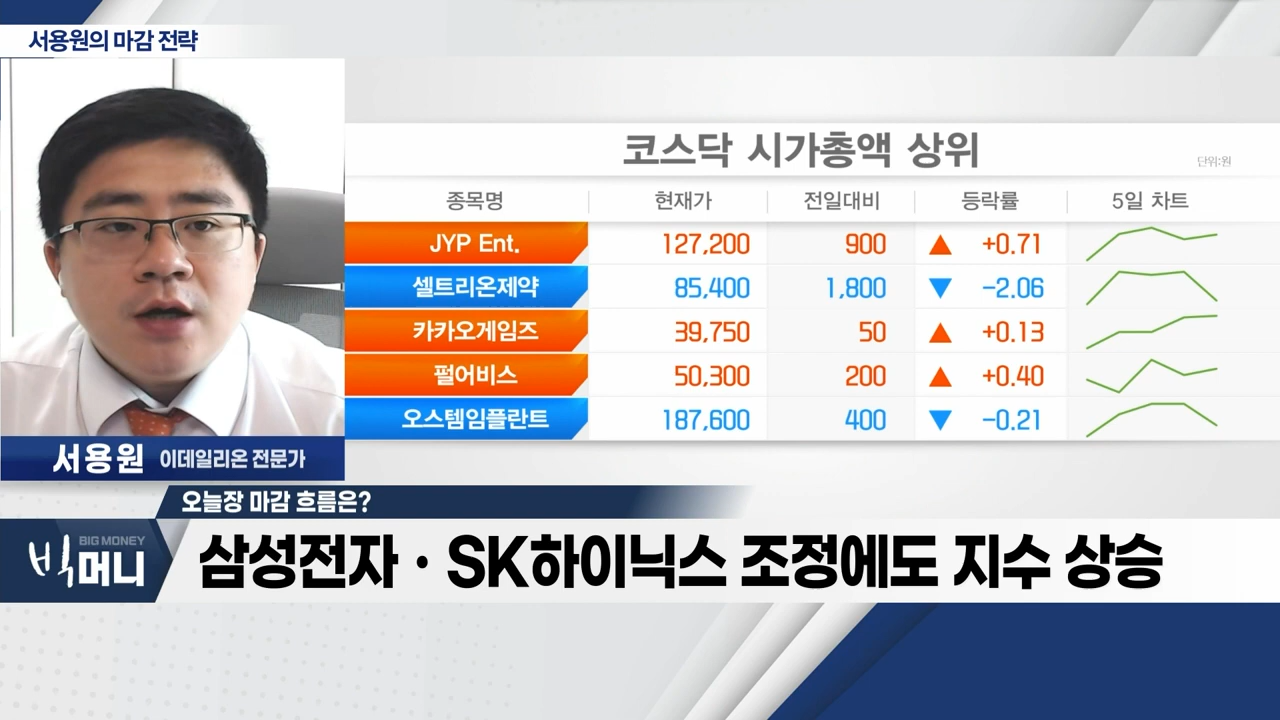 서용원의 마감 전략
코스닥 시가총액 상위
단위:원
종목명 현재가 전일대비 등락률 5일 차트
JYP Ent. 127,200 900 ▲ +0.71
셀트리온제약 85,400 1,800 ▼ -2.06
카카오게임즈 39,750 50 ▲ +0.13
펄어비스 50,300 200 ▲ +0.40
오스템임플란트 187,600 400 ▼ -0.21
서용원 이데일리온 전문가
오늘장 마감 흐름은?
BIG MONEY
빅머니
삼성전자·SK하이닉스 조정에도 지수 상승